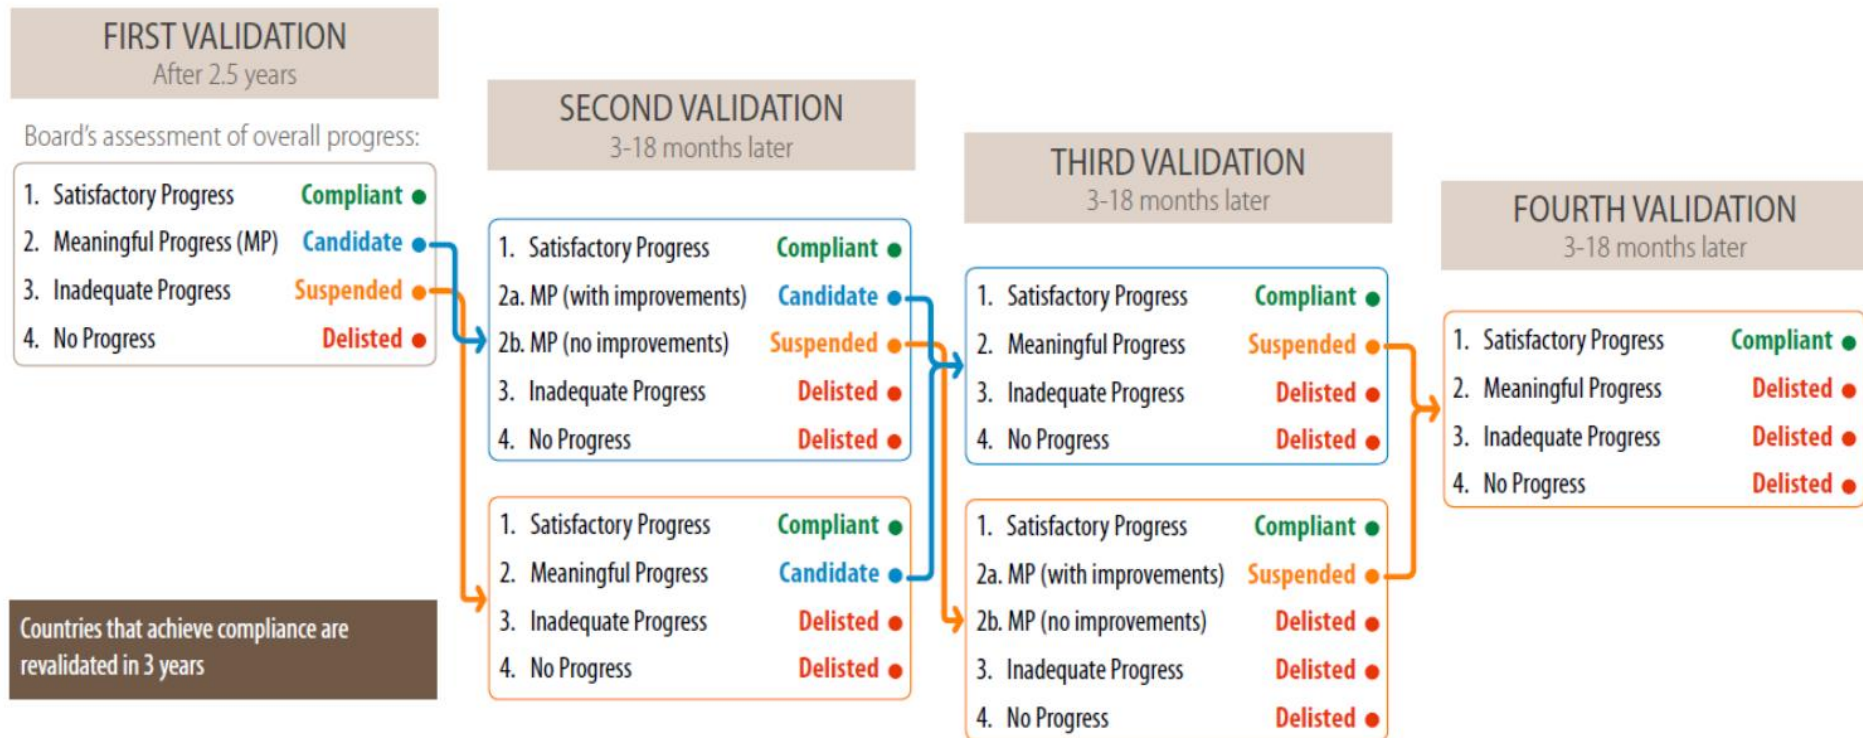 FIRST VALIDATION
After 2.5 years
Board's assessment of overall progress:
1. Satisfactory Progress Compliant
2. Meaningful Progress (MP) Candidate
3. Inadequate Progress Suspended
4. No Progress Delisted
Countries that achieve compliance are
revalidated in 3 years
SECOND VALIDATION
3-18 months later
1. Satisfactory Progress Compliant
2a. MP (with improvements) Candidate
2b. MP (no improvements) Suspended
3. Inadequate Progress Delisted
4. No Progress Delisted
1. Satisfactory Progress Compliant
2. Meaningful Progress Candidate
3. Inadequate Progress Delisted
4. No Progress Delisted
THIRD VALIDATION
3-18 months later
1. Satisfactory Progress Compliant
2. Meaningful Progress Suspended
3. Inadequate Progress Delisted
4. No Progress Delisted
1. Satisfactory Progress Compliant
2a. MP (with improvements) Suspended
2b. MP (no improvements) Delisted
3. Inadequate Progress Delisted
4. No Progress Delisted
FOURTH VALIDATION
3-18 months later
1. Satisfactory Progress Compliant
2. Meaningful Progress Delisted
3. Inadequate Progress Delisted
4. No Progress Delisted